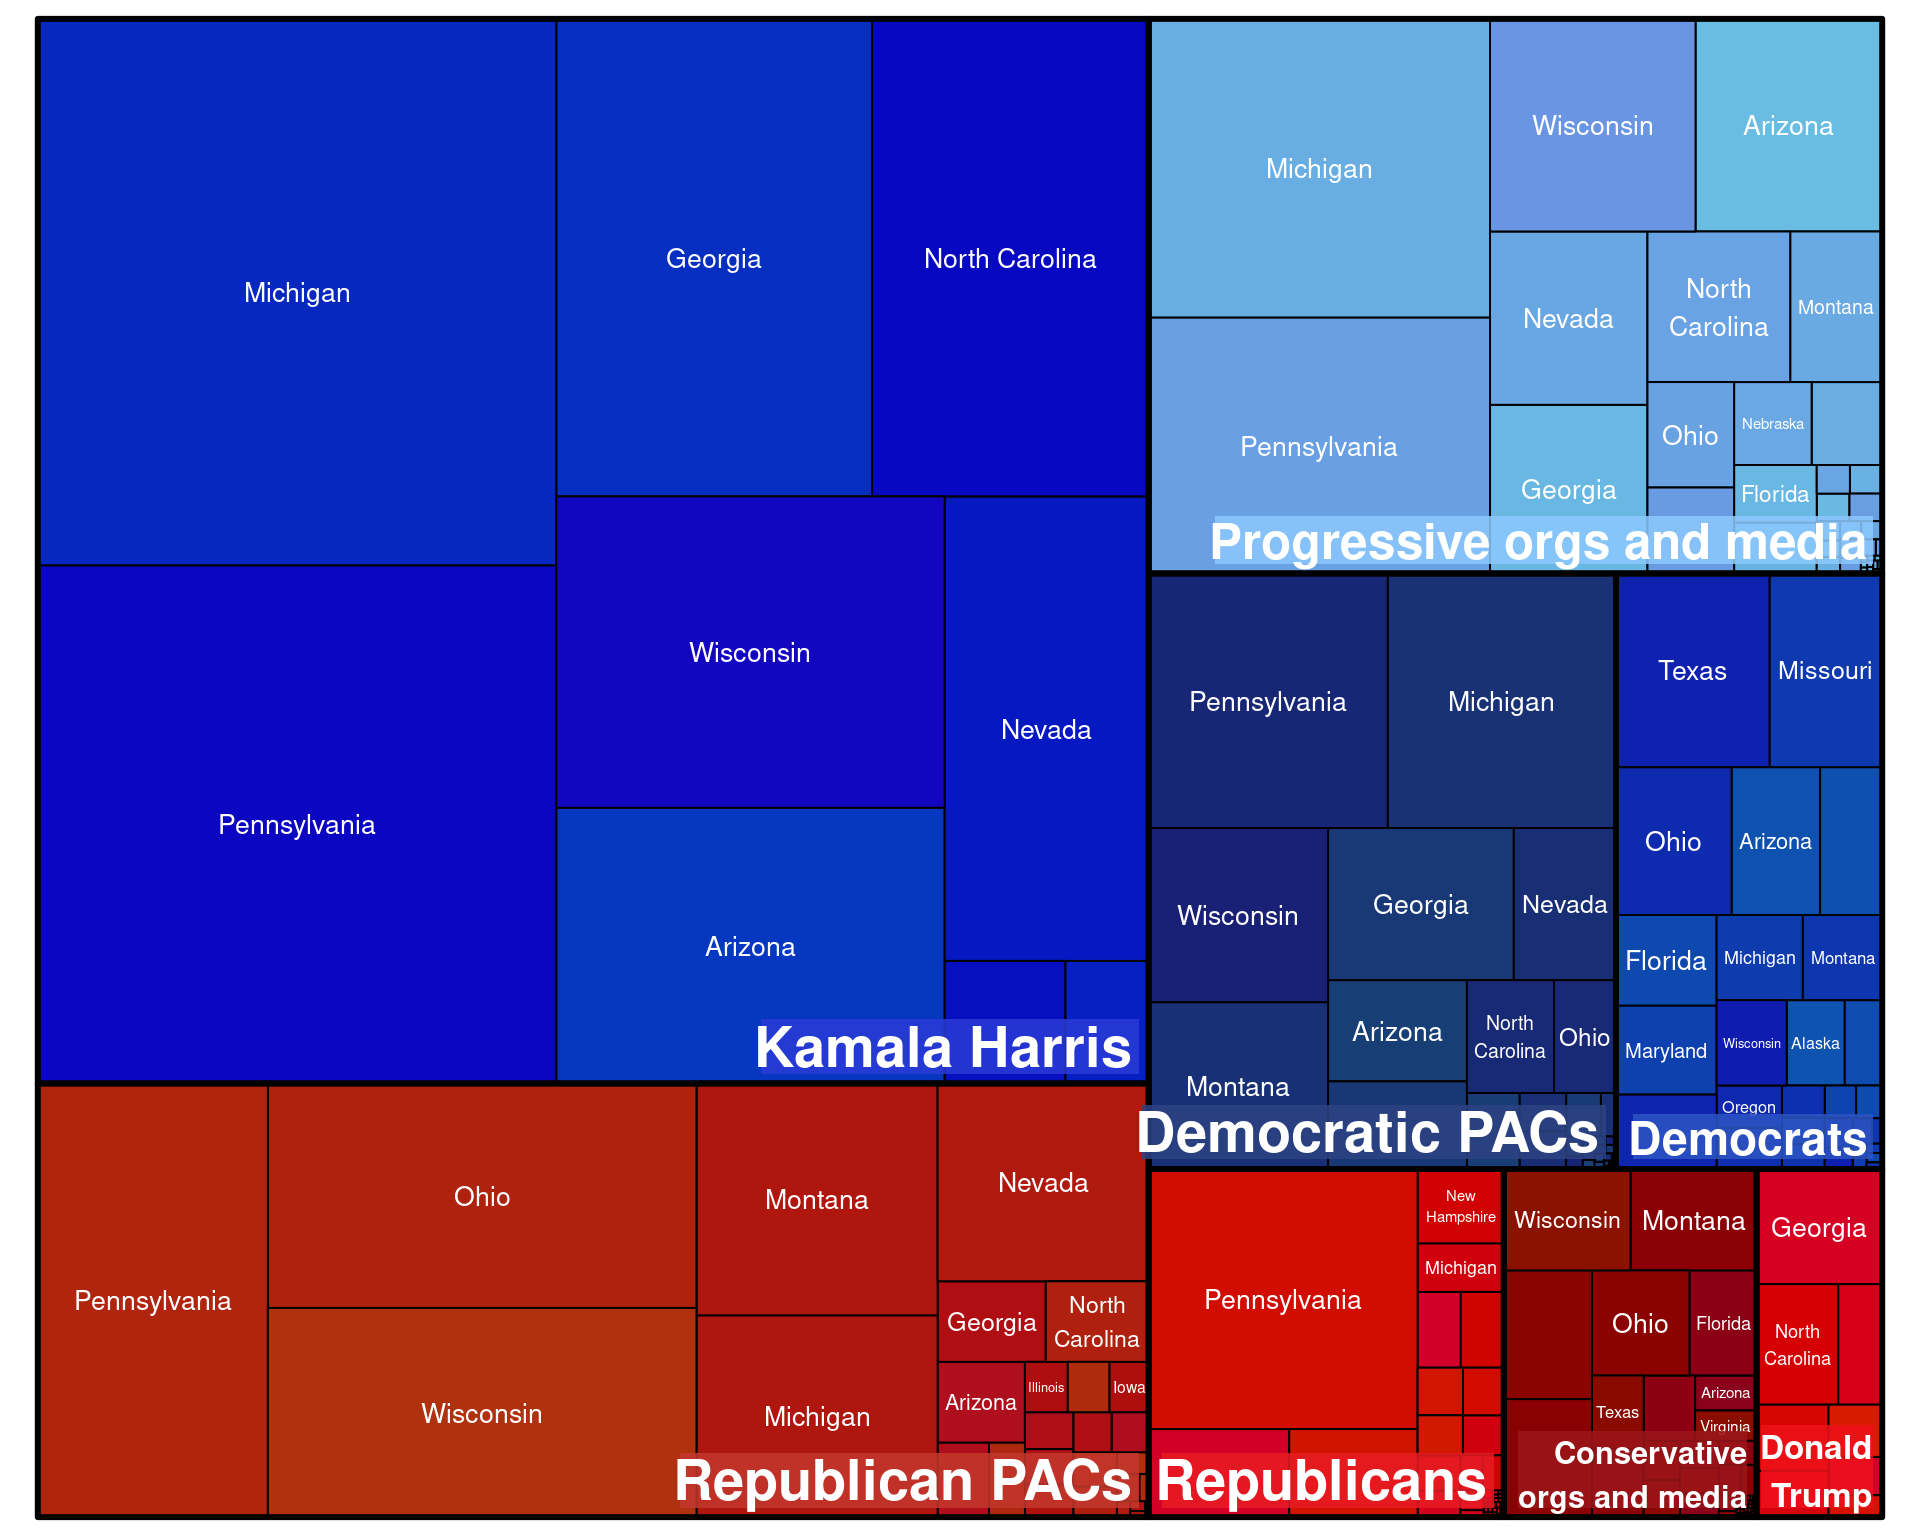 Michigan
Georgia
North Carolina
Pennsylvania
Wisconsin
Nevada
Arizona
Kamala Harris
Michigan
Wisconsin
Arizona
Pennsylvania
Nevada
North
Carolina
Montana
Georgia
Ohio
Nebraska
Florida
Progressive orgs and media
Pennsylvania
Michigan
Wisconsin
Georgia
Nevada
Montana
Arizona
North
Carolina
Ohio
Democratic PACs
Texas
Missouri
Ohio
Arizona
Florida
Michigan
Montana
Maryland
Wisconsin
Alaska
Oregon
Democrats
Pennsylvania
Ohio
Wisconsin
Montana
Michigan
Nevada
Georgia
North
Carolina
Arizona
Illinois
Iowa
Republican PACs
Pennsylvania
New
Hampshire
Michigan
Republicans
Wisconsin
Montana
Ohio
Florida
Texas
Arizona
Virginia
Conservative
orgs and media
Georgia
North
Carolina
Donald
Trump